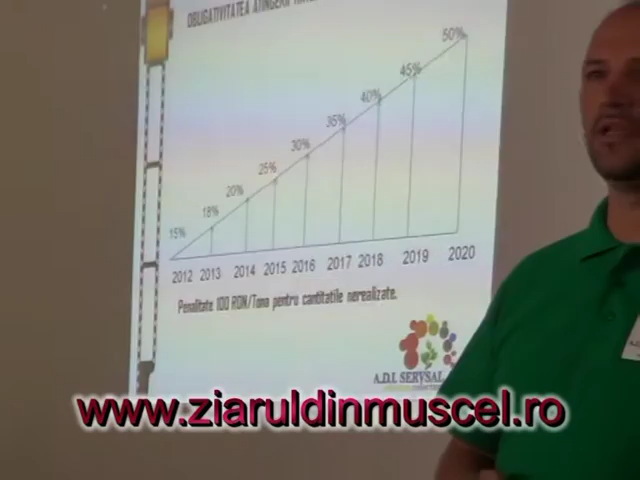 OBLIGATIVITATEA ATINGERII
50%
45%
40%
35%
30%
25%
20%
18%
15%
2012 2013 2014 2015 2016 2017 2018 2019 2020
Penalitate 100 RON/Tona pentru cantitatile nerealizate.
A.D.I. SERVSAL
www.ziaruldinmuscel.ro